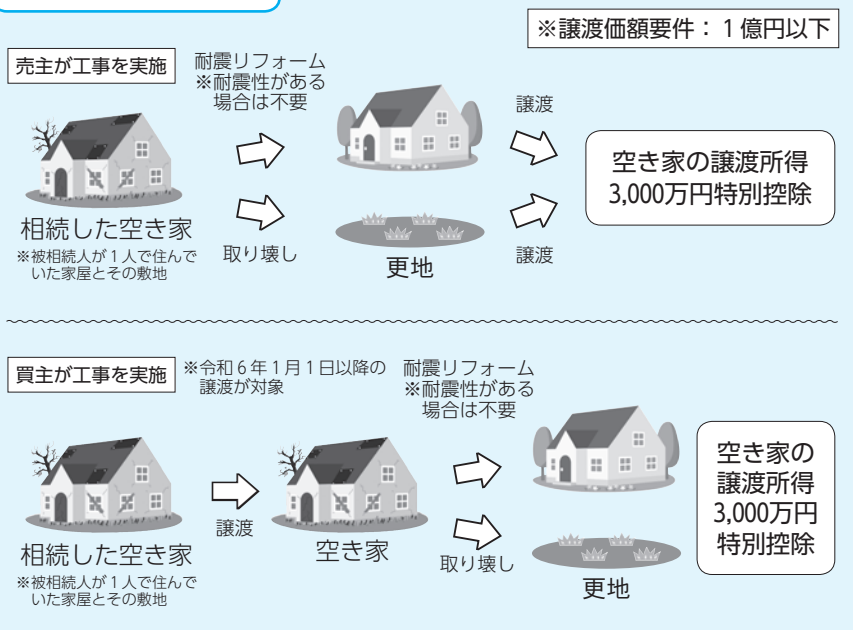 ※譲渡価額要件：１億円以下
売主が工事を実施
耐震リフォーム
※耐震性がある
場合は不要
譲渡
空き家の譲渡所得
3,000万円特別控除
相続した空き家
※被相続人が１人で住んで
いた家屋とその敷地
取り壊し
更地
譲渡
買主が工事を実施
※令和６年１月１日以降の
譲渡が対象
耐震リフォーム
※耐震性がある
場合は不要
空き家の
譲渡所得
3,000万円
特別控除
譲渡
相続した空き家
※被相続人が１人で住んで
いた家屋とその敷地
空き家
取り壊し
更地